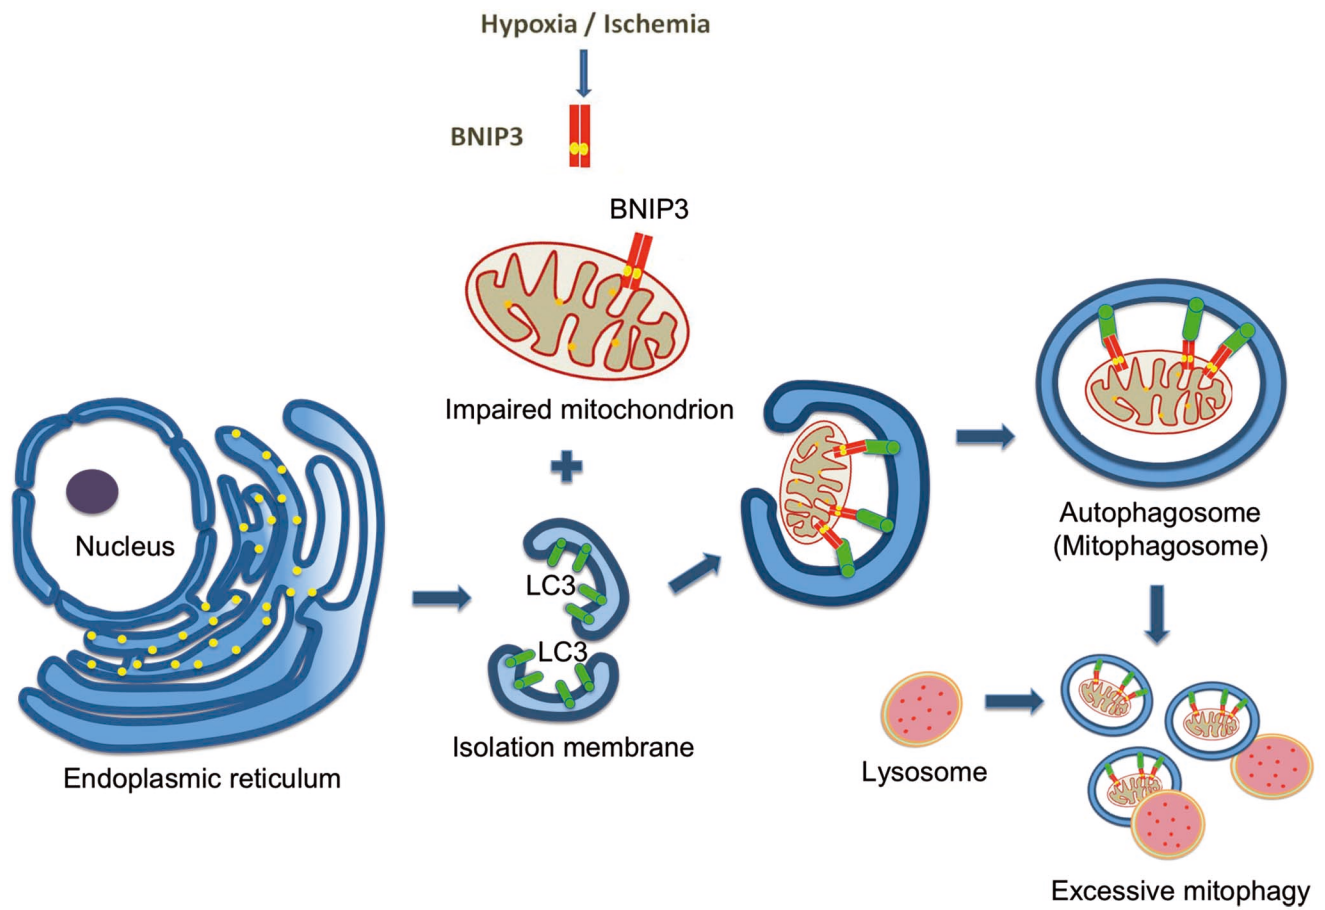 Hypoxia / Ischemia
BNIP3
BNIP3
Impaired mitochondrion
Nucleus
LC3
LC3
Isolation membrane
Endoplasmic reticulum
Autophagosome
(Mitophagosome)
Lysosome
Excessive mitophagy